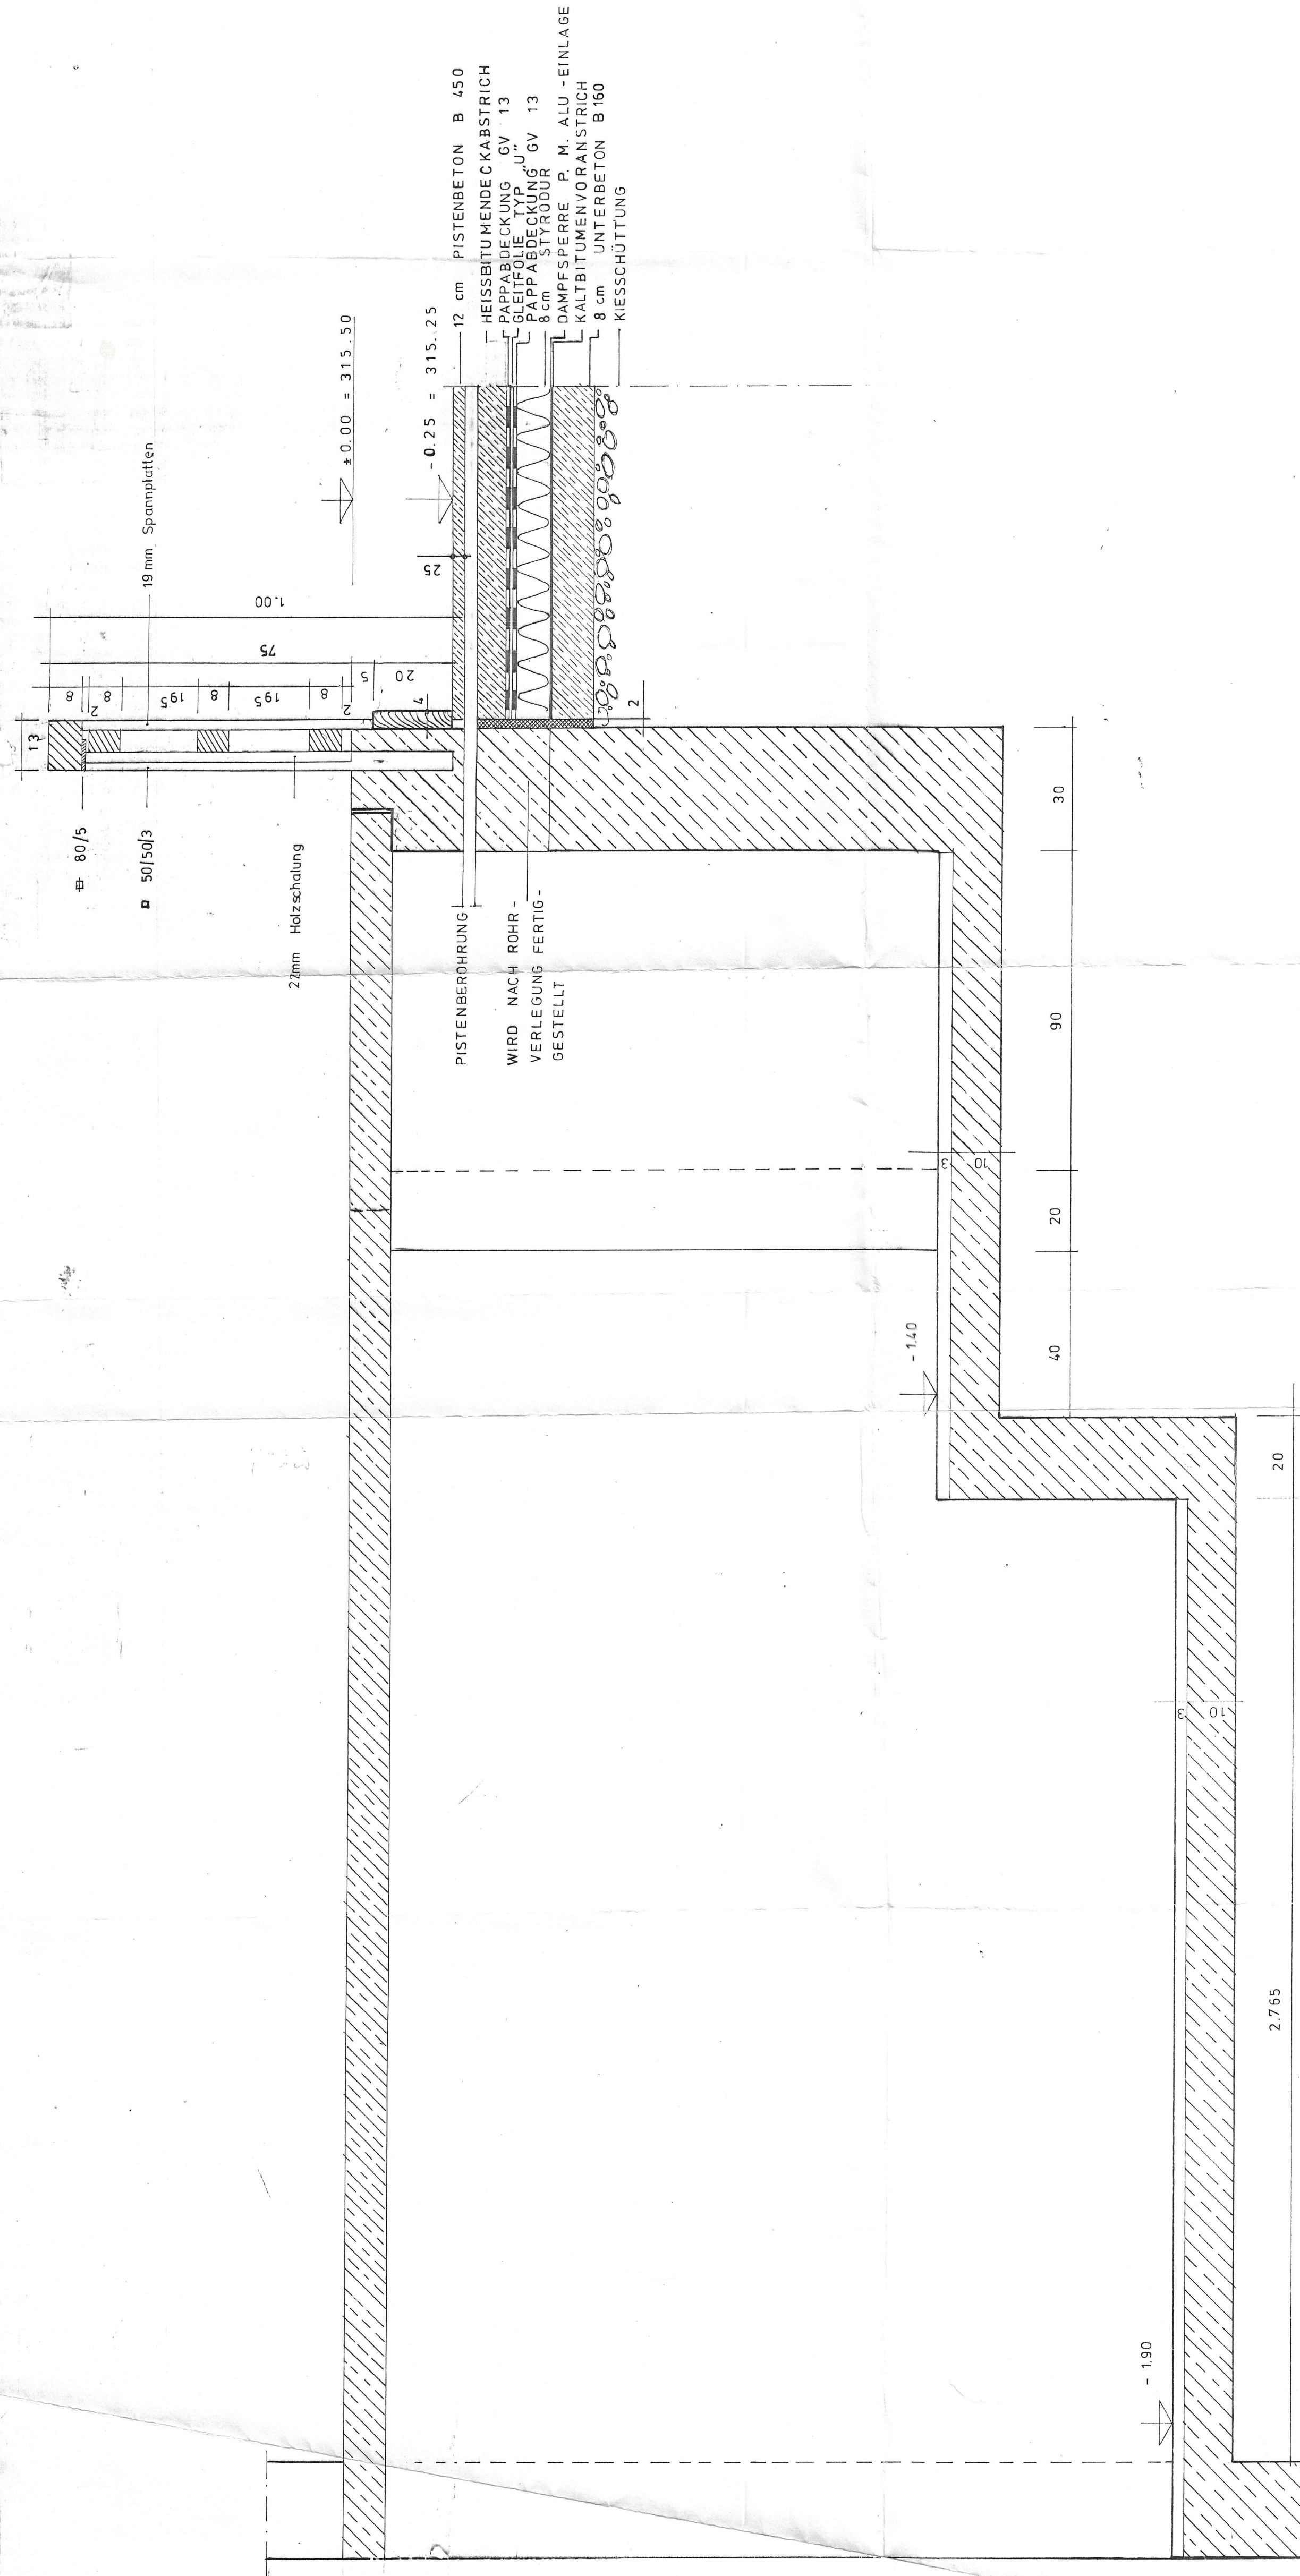 12 cm PISTENBETON B 450
HEISSBITUMENDECKABSTRICH
PAPPABDECKUNG GV 13
GLEITFOLIE TYP „U"
PAPPABDECKUNG GV 13
8 cm STYRODUR
DAMPFSPERRE P. M. ALU - EINLAGE
KALTBITUMENVORANSTRICH
8 cm UNTERBETON B 160
KIESSCHÜTTUNG
± 0.00 = 315.50
- 0.25 = 315.25
19 mm Spannplatten
1.00
75
25
8
2
8
195
8
195
8
2
5
20
4
13
2
80/5
50/50/3
22mm Holzschalung
PISTENBEROHRUNG
WIRD NACH ROHR -
VERLEGUNG FERTIG -
GESTELLT
30
90
20
40
3
10
- 1.40
20
3
10
2.765
- 1.90